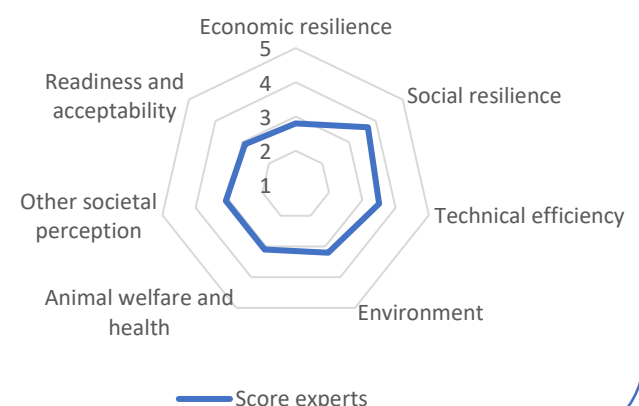 Economic resilience
5
4
3
2
1
Social resilience
Technical efficiency
Environment
Animal welfare and
health
Other societal
perception
Readiness and
acceptability
Score experts